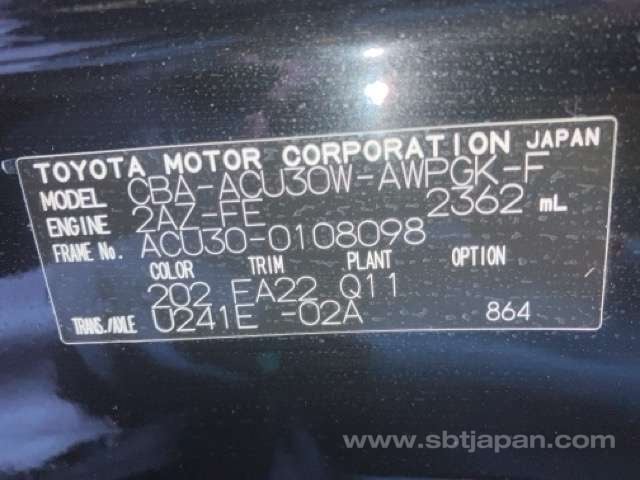 TOYOTA MOTOR CORPORATION JAPAN
MODEL CBA-ACU30W-AWPGK-F
ENGINE 2AZ-FE 2362 mL
FRAME No. ACU30-0108098
COLOR TRIM PLANT OPTION
202 FA22 Q11
TRANS./AXLE U241E -02A 864
www.sbtjapan.com